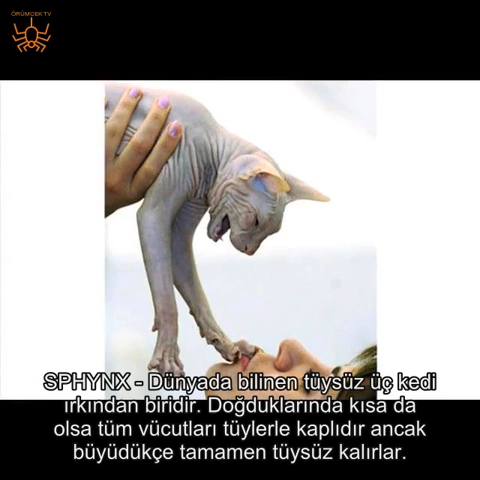 ÖRÜMCEK TV
SPHYNX - Dünyada bilinen tüysüz üç kedi
ırkından biridir. Doğduklarında kısa da
olsa tüm vücutları tüylerle kaplıdır ancak
büyüdükçe tamamen tüysüz kalırlar.